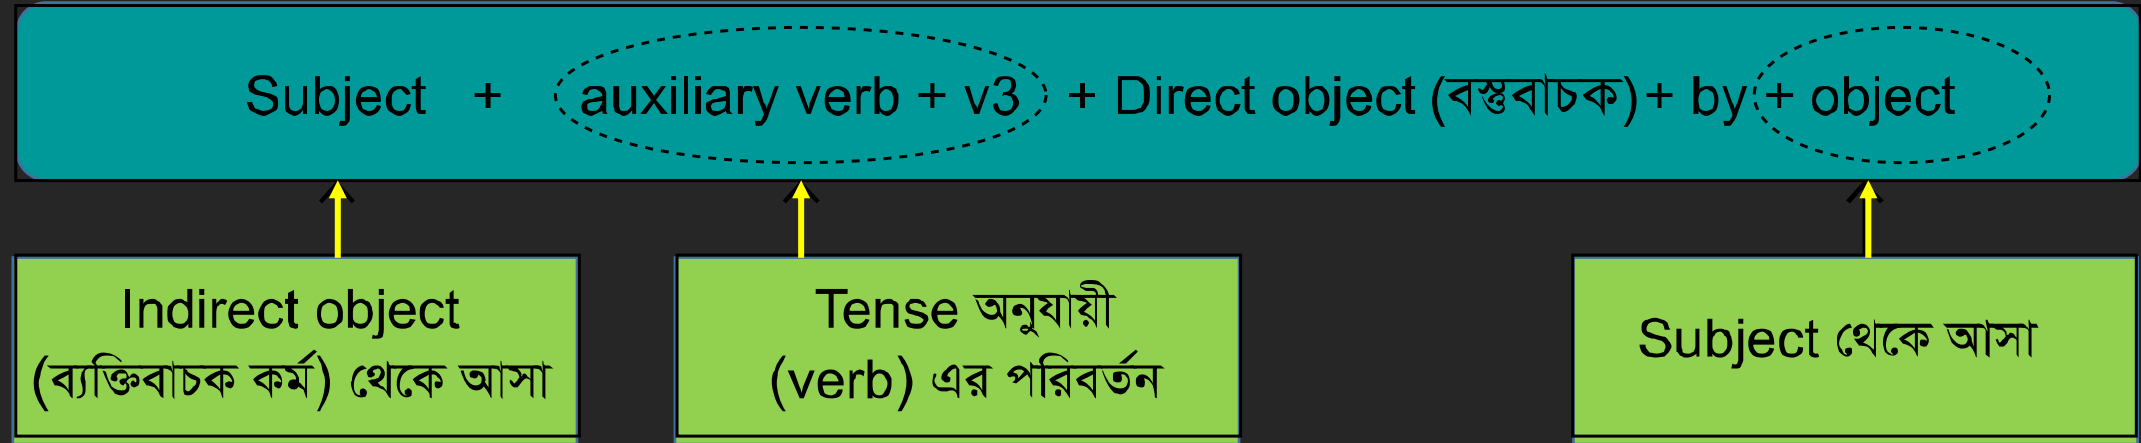 Subject + auxiliary verb + v3 + Direct object (বস্তুবাচক)+ by + object
Indirect object
(ব্যক্তিবাচক কর্ম) থেকে আসা
Tense অনুযায়ী
(verb) এর পরিবর্তন
Subject থেকে আসা